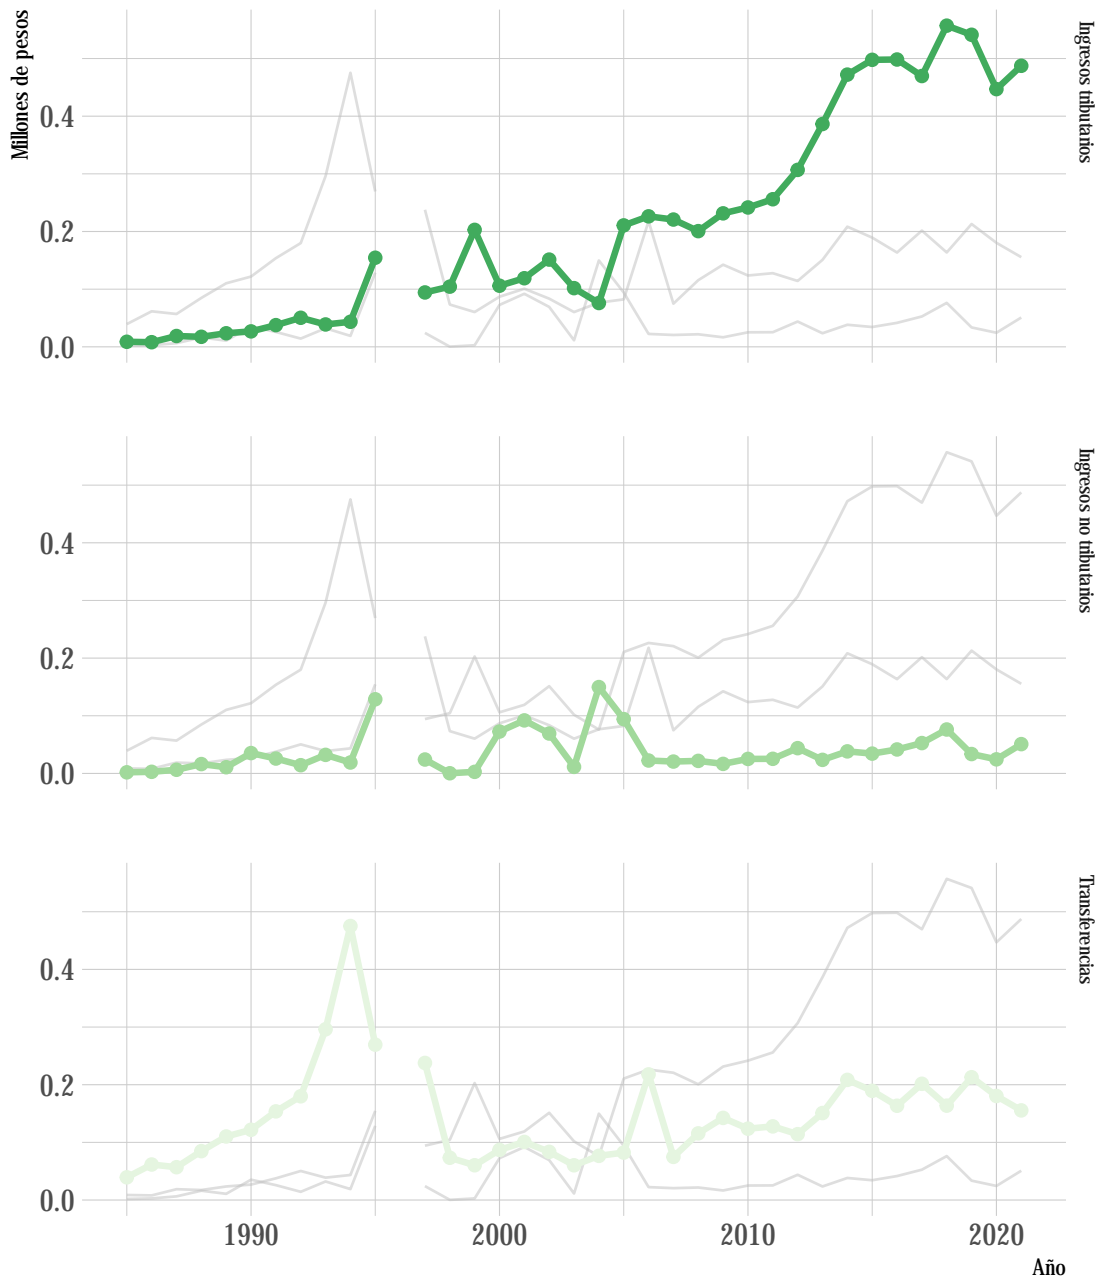 Millones de pesos
Ingresos tributarios
0.4
0.2
0.0
Ingresos no tributarios
0.4
0.2
0.0
Transferencias
0.4
0.2
0.0
1990 2000 2010 2020
Año